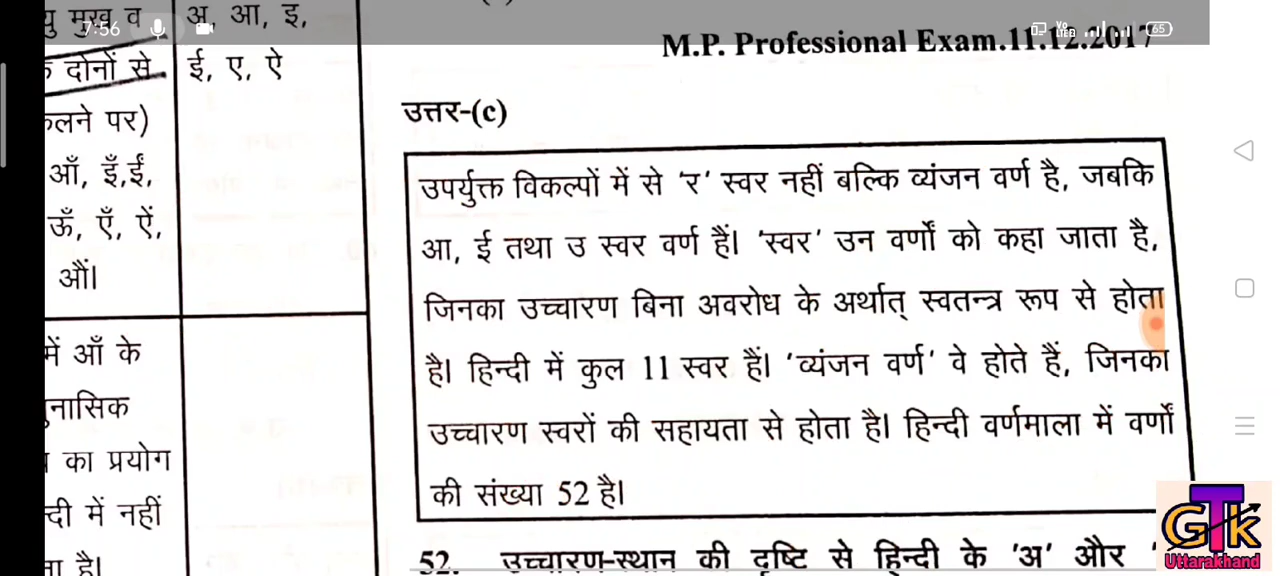 मुख व
दोनों से
कलने पर)
आँ, इँ,ईं,
ऊँ, एँ, ऐं,
औं।
में आँ के
का प्रयोग
में नहीं
है।
अ, आ, इ,
ई, ए, ऐ
7:56
65
M.P. Professional Exam.11.12.2017
उत्तर-(c)
उपर्युक्त विकल्पों में से 'र' स्वर नहीं बल्कि व्यंजन वर्ण है, जबकि
आ, ई तथा उ स्वर वर्ण हैं। 'स्वर' उन वर्णों को कहा जाता है,
जिनका उच्चारण बिना अवरोध के अर्थात् स्वतन्त्र रूप से होता
है। हिन्दी में कुल 11 स्वर हैं। 'व्यंजन वर्ण' वे होते हैं, जिनका
उच्चारण स्वरों की सहायता से होता है। हिन्दी वर्णमाला में वर्णों
की संख्या 52 है।
52. उच्चारण-स्थान की दृष्टि से हिन्दी के 'अ' और '
GTK
Uttarakhand